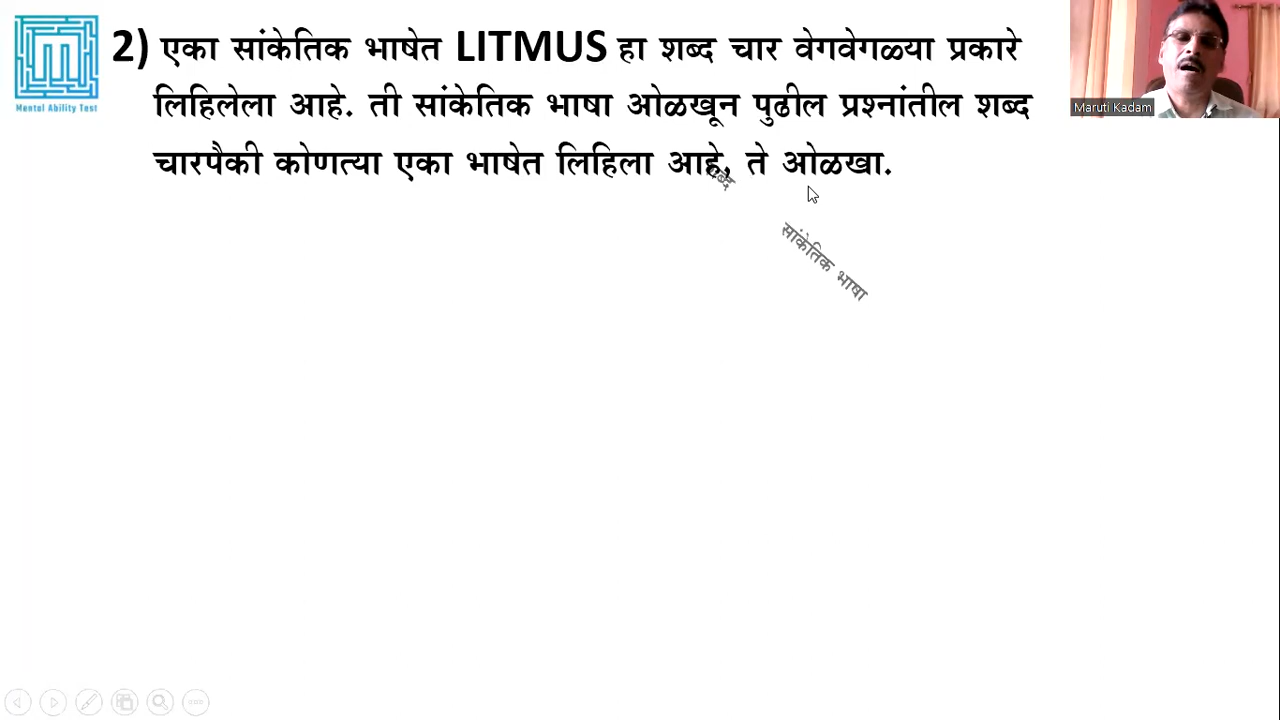 2) एका सांकेतिक भाषेत LITMUS हा शब्द चार वेगवेगळ्या प्रकारे
लिहिलेला आहे. ती सांकेतिक भाषा ओळखून पुढील प्रश्नांतील शब्द
चारपैकी कोणत्या एका भाषेत लिहिला आहे, ते ओळखा.
शब्द
सांकेतिक भाषा
Mental Ability Test
Maruti Kadam